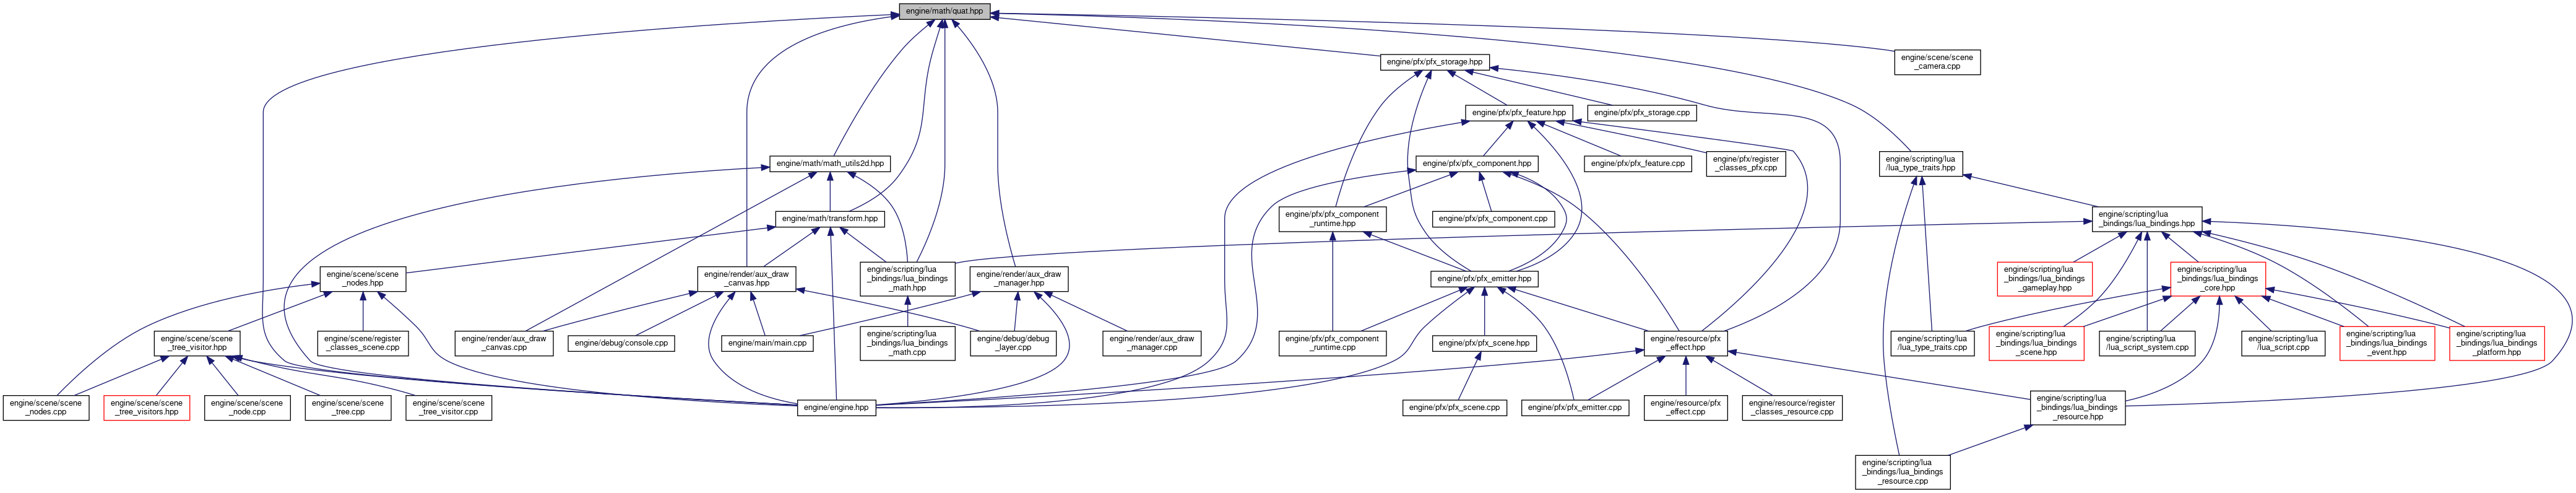 engine/math/quat.hpp
engine/pfx/pfx_storage.hpp
engine/scene/scene
_camera.cpp
engine/pfx/pfx_feature.hpp
engine/pfx/pfx_storage.cpp
engine/math/math_utils2d.hpp
engine/pfx/pfx_component.hpp
engine/pfx/pfx_feature.cpp
engine/pfx/register
_classes_pfx.cpp
engine/scripting/lua
/lua_type_traits.hpp
engine/math/transform.hpp
engine/pfx/pfx_component
_runtime.hpp
engine/pfx/pfx_component.cpp
engine/scripting/lua
_bindings/lua_bindings.hpp
engine/scene/scene
_nodes.hpp
engine/render/aux_draw
_canvas.hpp
engine/scripting/lua
_bindings/lua_bindings
_math.hpp
engine/render/aux_draw
_manager.hpp
engine/pfx/pfx_emitter.hpp
engine/scripting/lua
_bindings/lua_bindings
_gameplay.hpp
engine/scripting/lua
_bindings/lua_bindings
_core.hpp
engine/scene/scene
_tree_visitor.hpp
engine/scene/register
_classes_scene.cpp
engine/render/aux_draw
_canvas.cpp
engine/debug/console.cpp
engine/main/main.cpp
engine/scripting/lua
_bindings/lua_bindings
_math.cpp
engine/debug/debug
_layer.cpp
engine/render/aux_draw
_manager.cpp
engine/pfx/pfx_component
_runtime.cpp
engine/pfx/pfx_scene.hpp
engine/resource/pfx
_effect.hpp
engine/scripting/lua
/lua_type_traits.cpp
engine/scripting/lua
_bindings/lua_bindings
_scene.hpp
engine/scripting/lua
/lua_script_system.cpp
engine/scripting/lua
/lua_script.cpp
engine/scripting/lua
_bindings/lua_bindings
_event.hpp
engine/scripting/lua
_bindings/lua_bindings
_platform.hpp
engine/scene/scene
_nodes.cpp
engine/scene/scene
_tree_visitors.hpp
engine/scene/scene
_node.cpp
engine/scene/scene
_tree.cpp
engine/scene/scene
_tree_visitor.cpp
engine/engine.hpp
engine/pfx/pfx_scene.cpp
engine/pfx/pfx_emitter.cpp
engine/resource/pfx
_effect.cpp
engine/resource/register
_classes_resource.cpp
engine/scripting/lua
_bindings/lua_bindings
_resource.hpp
engine/scripting/lua
_bindings/lua_bindings
_resource.cpp